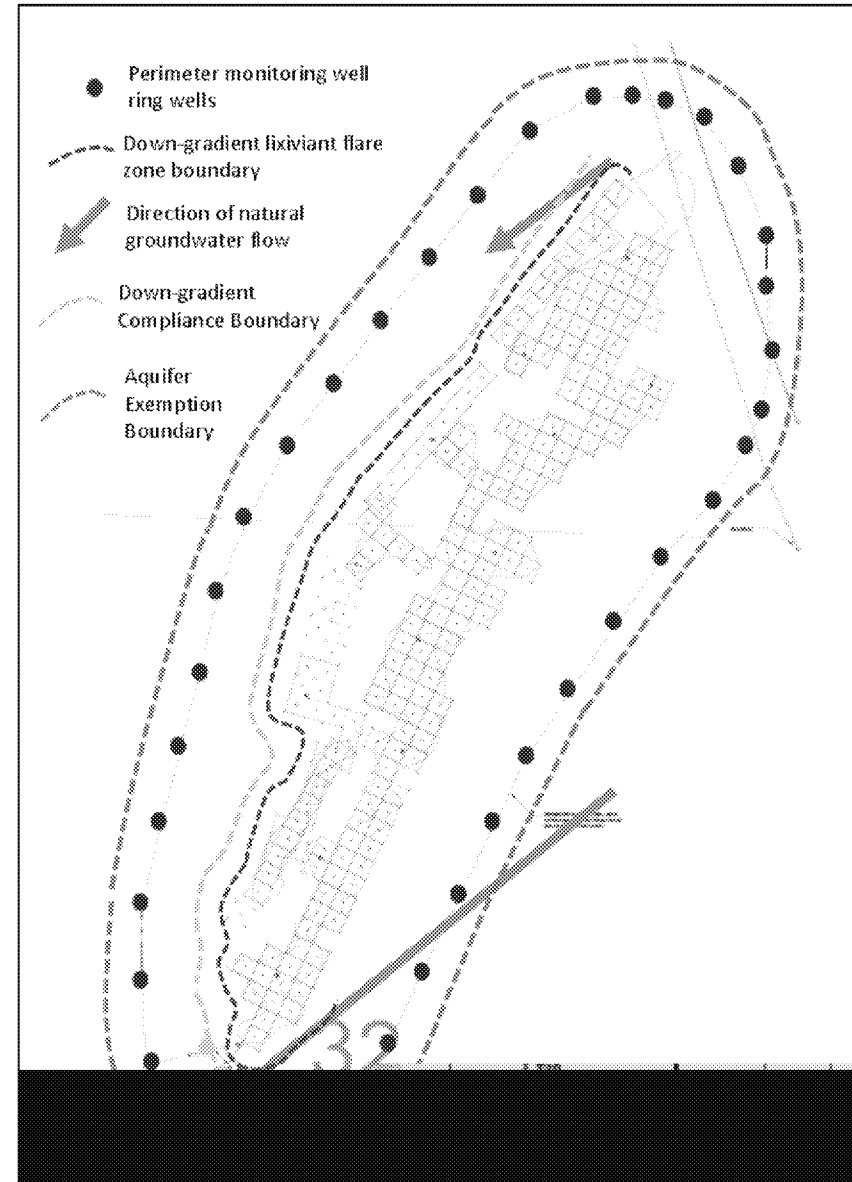 Perimeter monitoring well
ring wells
Down-gradient lixiviant flare
zone boundary
Direction of natural
groundwater flow
Down-gradient
Compliance Boundary
Aquifer
Exemption
Boundary
32